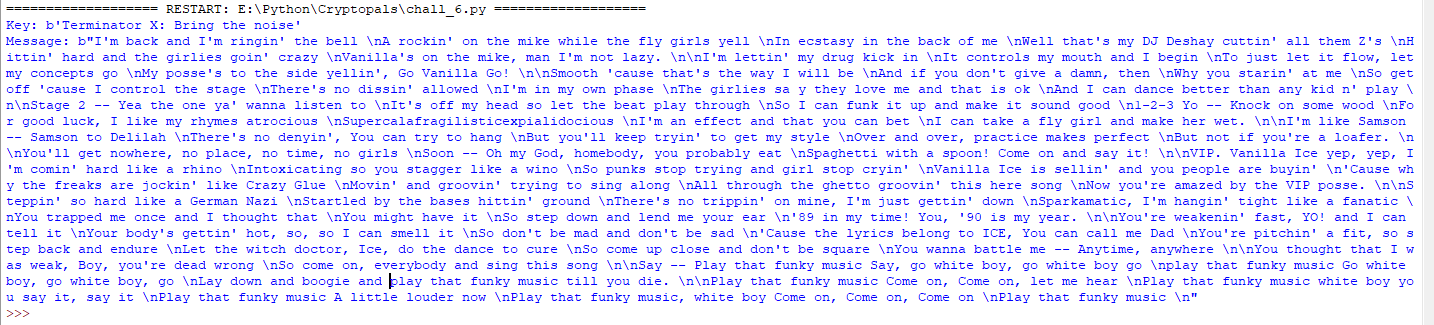 =================== RESTART: E:\Python\Cryptopals\chall_6.py ===================
Key: b'Terminator X: Bring the noise'
Message: b"I'm back and I'm ringin' the bell \nA rockin' on the mike while the fly girls yell \nIn ecstasy in the back of me \nWell that's my DJ Deshay cuttin' all them Z's \nH
ittin' hard and the girlies goin' crazy \nVanilla's on the mike, man I'm not lazy. \n\nI'm lettin' my drug kick in \nIt controls my mouth and I begin \nTo just let it flow, let
my concepts go \nMy posse's to the side yellin', Go Vanilla Go! \n\nSmooth 'cause that's the way I will be \nAnd if you don't give a damn, then \nWhy you starin' at me \nSo get
off 'cause I control the stage \nThere's no dissin' allowed \nI'm in my own phase \nThe girlies sa y they love me and that is ok \nAnd I can dance better than any kid n' play \
n\nStage 2 -- Yea the one ya' wanna listen to \nIt's off my head so let the beat play through \nSo I can funk it up and make it sound good \n1-2-3 Yo -- Knock on some wood \nFo
r good luck, I like my rhymes atrocious \nSupercalafragilisticexpialidocious \nI'm an effect and that you can bet \nI can take a fly girl and make her wet. \n\nI'm like Samson
-- Samson to Delilah \nThere's no denyin', You can try to hang \nBut you'll keep tryin' to get my style \nOver and over, practice makes perfect \nBut not if you're a loafer. \n
\nYou'll get nowhere, no place, no time, no girls \nSoon -- Oh my God, homebody, you probably eat \nSpaghetti with a spoon! Come on and say it! \n\nVIP. Vanilla Ice yep, yep, I
'm comin' hard like a rhino \nIntoxicating so you stagger like a wino \nSo punks stop trying and girl stop cryin' \nVanilla Ice is sellin' and you people are buyin' \n'Cause wh
y the freaks are jockin' like Crazy Glue \nMovin' and groovin' trying to sing along \nAll through the ghetto groovin' this here song \nNow you're amazed by the VIP posse. \n\nS
teppin' so hard like a German Nazi \nStartled by the bases hittin' ground \nThere's no trippin' on mine, I'm just gettin' down \nSparkamatic, I'm hangin' tight like a fanatic \
nYou trapped me once and I thought that \nYou might have it \nSo step down and lend me your ear \n'89 in my time! You, '90 is my year. \n\nYou're weakenin' fast, YO! and I can
tell it \nYour body's gettin' hot, so, so I can smell it \nSo don't be mad and don't be sad \n'Cause the lyrics belong to ICE, You can call me Dad \nYou're pitchin' a fit, so s
tep back and endure \nLet the witch doctor, Ice, do the dance to cure \nSo come up close and don't be square \nYou wanna battle me -- Anytime, anywhere \n\nYou thought that I w
as weak, Boy, you're dead wrong \nSo come on, everybody and sing this song \n\nSay -- Play that funky music Say, go white boy, go white boy go \nplay that funky music Go white
boy, go white boy, go \nLay down and boogie and play that funky music till you die. \n\nPlay that funky music Come on, Come on, let me hear \nPlay that funky music white boy yo
u say it, say it \nPlay that funky music A little louder now \nPlay that funky music, white boy Come on, Come on, Come on \nPlay that funky music \n"
>>>